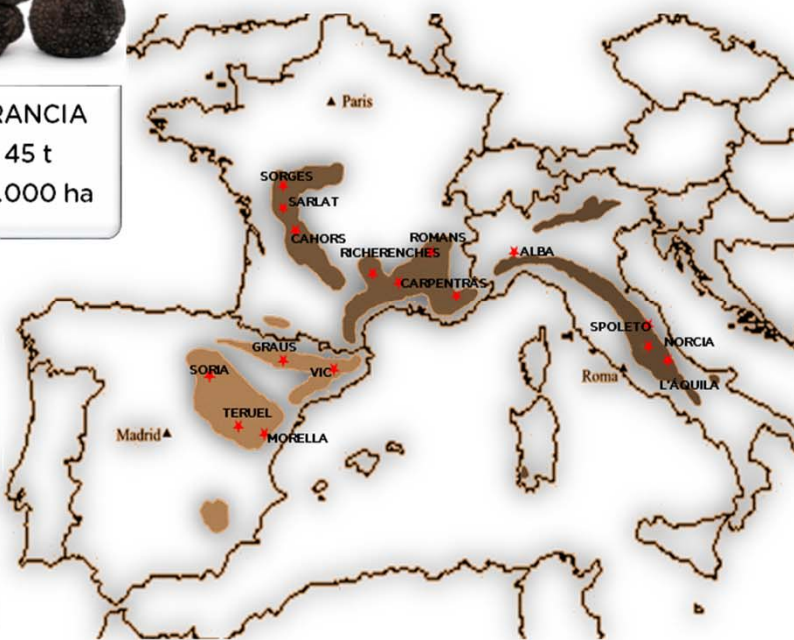 RANCIA
45 t
.000 ha
Paris
SORGES
SARLAT
CAHORS
ROMANS
RICHERENCHES
CARPENTRAS
ALBA
SPOLETO
NORCIA
Roma
L'AQUILA
GRAUS
SORIA
VIC
TERUEL
Madrid
MORELLA